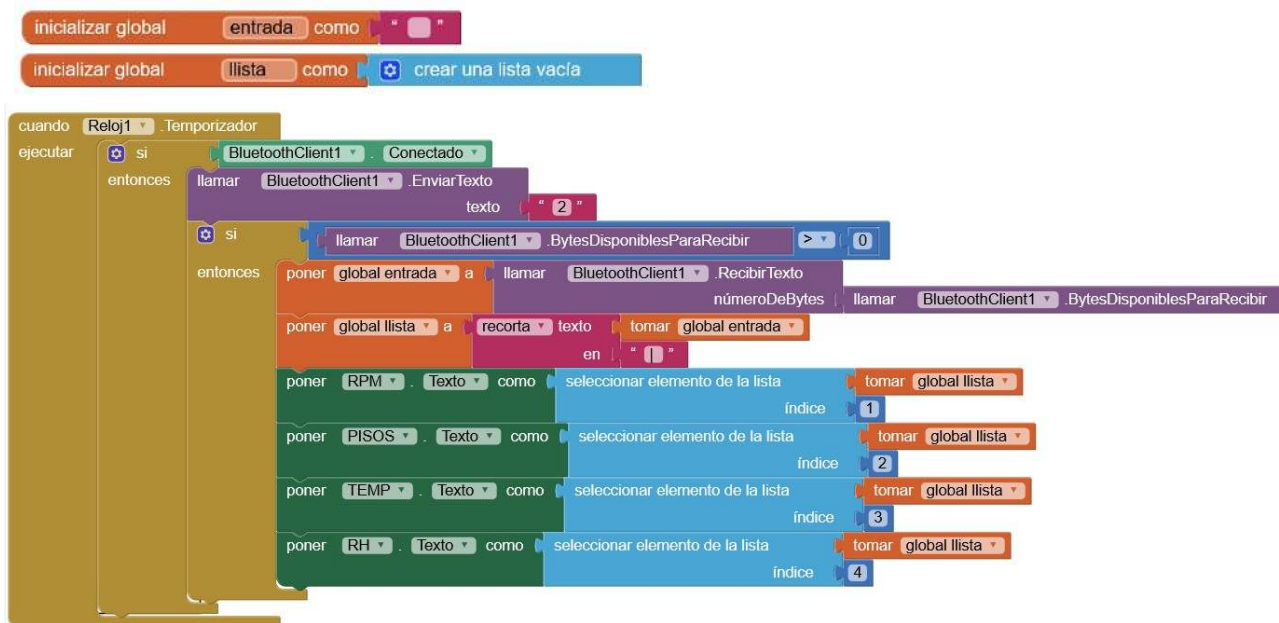 inicializar global entrada como " "
inicializar global llista como crear una lista vacía
cuando Reloj1 .Temporizador
ejecutar si BluetoothClient1 . Conectado
entonces llamar BluetoothClient1 .EnviarTexto
texto " 2 "
si llamar BluetoothClient1 .BytesDisponiblesParaRecibir > 0
entonces poner global entrada a llamar BluetoothClient1 .RecibirTexto
númeroDeBytes llamar BluetoothClient1 .BytesDisponiblesParaRecibir
poner global llista a recorta texto tomar global entrada
en " | "
poner RPM . Texto como seleccionar elemento de la lista tomar global llista
índice 1
poner PISOS . Texto como seleccionar elemento de la lista tomar global llista
índice 2
poner TEMP . Texto como seleccionar elemento de la lista tomar global llista
índice 3
poner RH . Texto como seleccionar elemento de la lista tomar global llista
índice 4